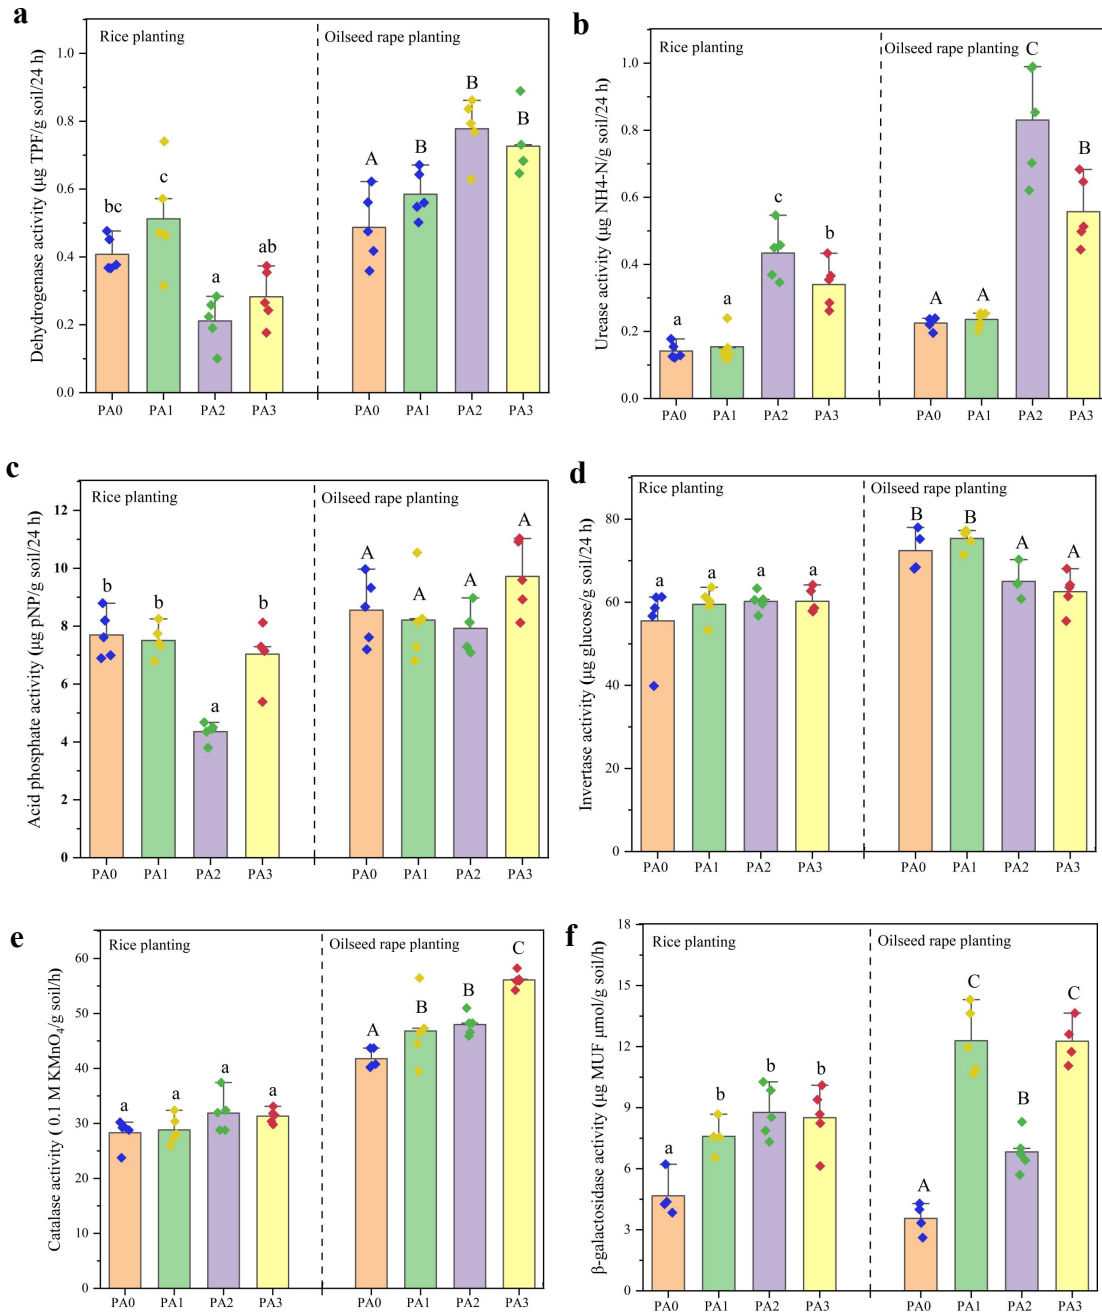 a
Dehydrogenase activity (μg TPF/g soil/24 h)
Rice planting
Oilseed rape planting
1.0
0.8
0.6
0.4
0.2
0.0
bc
c
a
ab
A
B
B
B
PA0 PA1 PA2 PA3 PA0 PA1 PA2 PA3
b
Urease activity (μg NH4-N/g soil/24 h)
Rice planting
Oilseed rape planting
1.0
0.8
0.6
0.4
0.2
0.0
a
a
c
b
A
A
C
B
PA0 PA1 PA2 PA3 PA0 PA1 PA2 PA3
c
Acid phosphate activity (μg pNP/g soil/24 h)
Rice planting
Oilseed rape planting
12
10
8
6
4
2
0
b
b
a
b
A
A
A
A
PA0 PA1 PA2 PA3 PA0 PA1 PA2 PA3
d
Invertase activity (μg glucose/g soil/24 h)
Rice planting
Oilseed rape planting
80
60
40
20
0
a
a
a
a
B
B
A
A
PA0 PA1 PA2 PA3 PA0 PA1 PA2 PA3
e
Catalase activity ( 0.1 M KMnO₄/g soil/h)
Rice planting
Oilseed rape planting
60
50
40
30
20
10
0
a
a
a
a
A
B
B
C
PA0 PA1 PA2 PA3 PA0 PA1 PA2 PA3
f
β-galactosidase activity (μg MUF μmol/g soil/h)
Rice planting
Oilseed rape planting
18
15
12
9
6
3
0
a
b
b
b
A
C
B
C
PA0 PA1 PA2 PA3 PA0 PA1 PA2 PA3